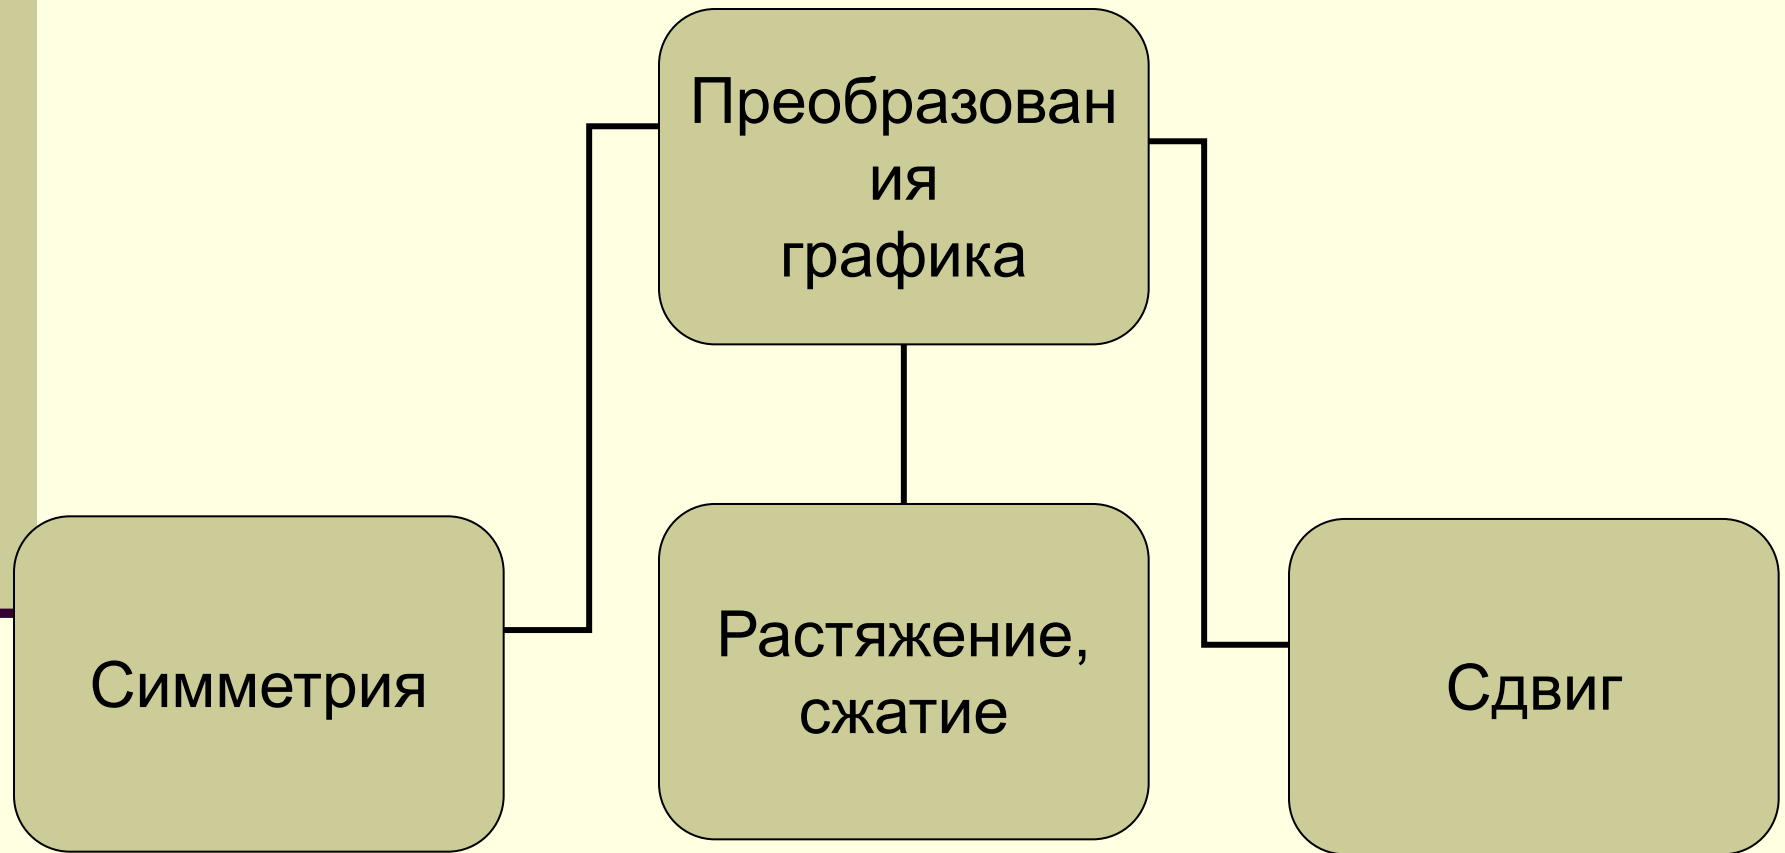 Преобразован
ия
графика
Симметрия
Растяжение,
сжатие
Сдвиг